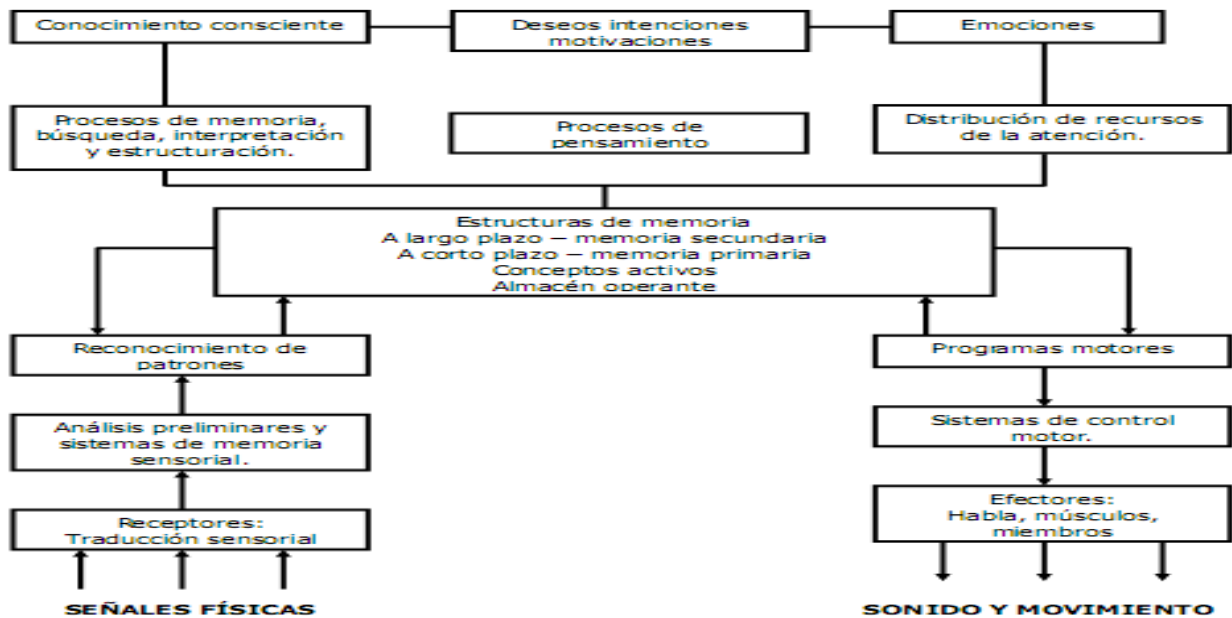 Conocimiento consciente
Deseos intenciones
motivaciones
Emociones
Procesos de memoria,
búsqueda, interpretación
y estructuración.
Procesos de
pensamiento
Distribución de recursos
de la atención.
Estructuras de memoria
A largo plazo – memoria secundaria
A corto plazo – memoria primaria
Conceptos activos
Almacén operante
Reconocimiento de
patrones
Programas motores
Análisis preliminares y
sistemas de memoria
sensorial.
Sistemas de control
motor.
Receptores:
Traducción sensorial
Efectores:
Habla, músculos,
miembros
SEÑALES FÍSICAS
SONIDO Y MOVIMIENTO